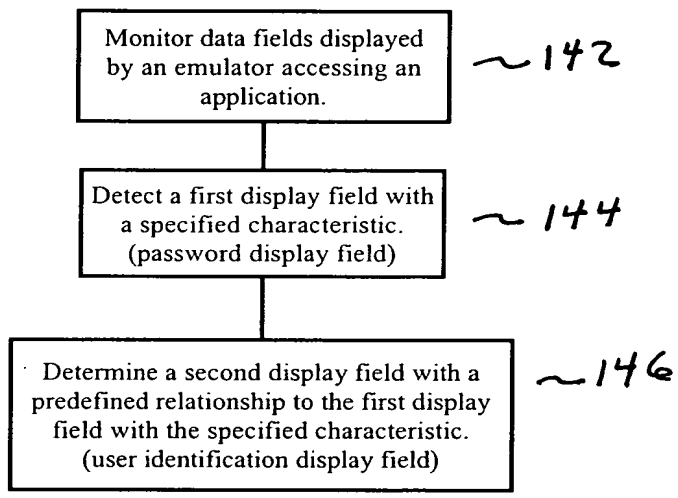 Monitor data fields displayed
by an emulator accessing an
application.
142
Detect a first display field with
a specified characteristic.
(password display field)
144
Determine a second display field with a
predefined relationship to the first display
field with the specified characteristic.
(user identification display field)
146